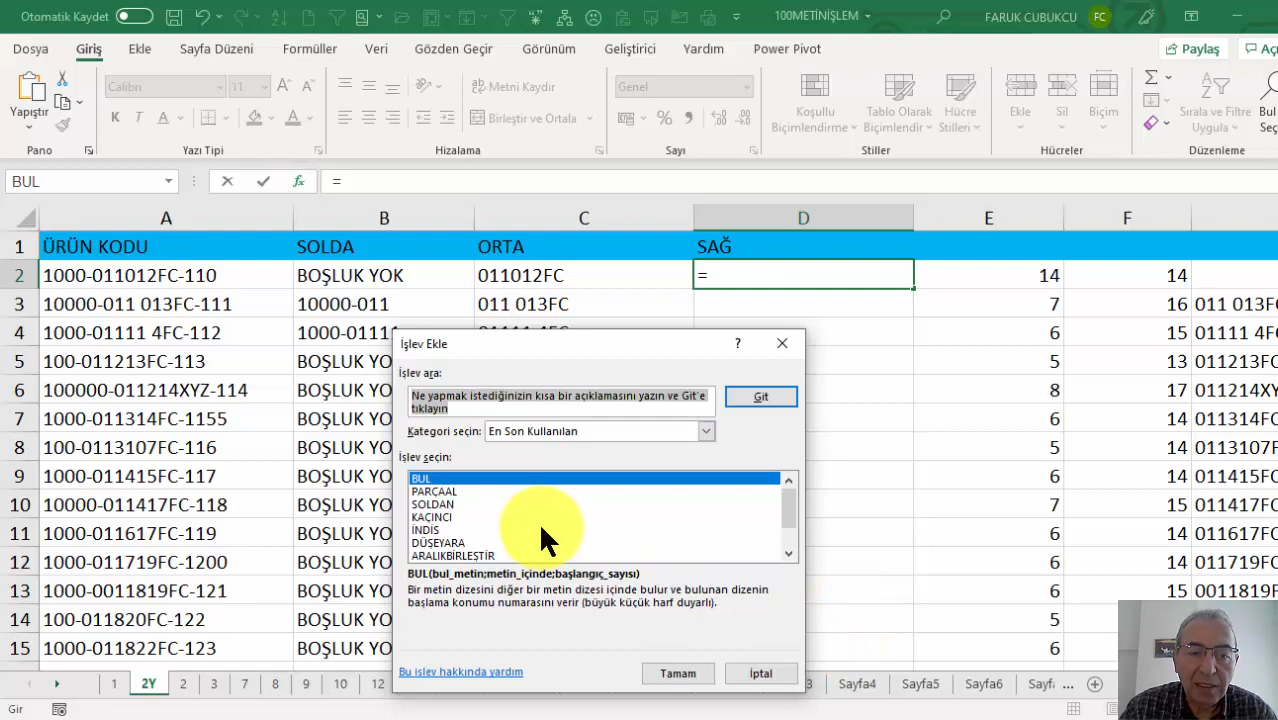 Otomatik Kaydet
100METİNİŞLEM
FARUK CUBUKCU
FC
Dosya Giriş Ekle Sayfa Düzeni Formüller Veri Gözden Geçir Görünüm Geliştirici Yardım Power Pivot
Paylaş
Yapıştır
Pano
Calibri 11
K T A
Yazı Tipi
Metni Kaydır
Birleştir ve Ortala
Hizalama
Genel
Sayı
Koşullu Biçimlendirme
Tablo Olarak Biçimlendir
Hücre Stilleri
Stiller
Ekle Sil Biçim
Hücreler
Sırala ve Filtre Uygula
Düzenleme
BUL
fx
=
A B C D E F
1 ÜRÜN KODU SOLDA ORTA SAĞ
2 1000-011012FC-110 BOŞLUK YOK 011012FC = 14 14
3 10000-011 013FC-111 10000-011 011 013FC 7 16 011 013F
4 1000-01111 4FC-112 1000-01111 6 15 01111 4F
5 100-011213FC-113 BOŞLUK YO 5 13 011213F
6 100000-011214XYZ-114 BOŞLUK YO 8 17 011214X
7 1000-011314FC-1155 BOŞLUK YO 6 14 011314F
8 100-0113107FC-116 BOŞLUK YO 5 14 0113107F
9 1000-011415FC-117 BOŞLUK YO 6 14 011415F
10 10000-011417FC-118 BOŞLUK YO 7 15 011417F
11 1000-011617FC-119 BOŞLUK YO 6 14 011617F
12 1000-011719FC-1200 BOŞLUK YO 6 14 011719F
13 1000-0011819FC-121 BOŞLUK YO 6 15 0011819F
14 100-011820FC-122 BOŞLUK YO 5
15 1000-011822FC-123 BOŞLUK YO 6
İşlev Ekle
?
İşlev ara:
Ne yapmak istediğinizin kısa bir açıklamasını yazın ve Git'e
tıklayın
Git
Kategori seçin: En Son Kullanılan
İşlev seçin:
BUL
PARÇAAL
SOLDAN
KAÇINCI
İNDİS
DÜŞEYARA
ARALIKBİRLEŞTİR
BUL(bul_metin;metin_içinde;başlangıç_sayısı)
Bir metin dizesini diğer bir metin dizesi içinde bulur ve bulunan dizenin
başlama konumu numarasını verir (büyük küçük harf duyarlı).
Bu işlev hakkında yardım
Tamam İptal
1 2Y 2 3 7 8 9 10 12 3 Sayfa4 Sayfa5 Sayfa6 ...
Gir